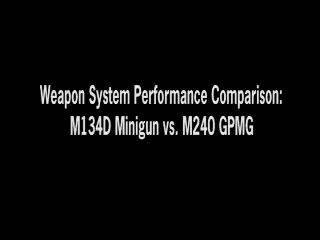 Weapon System Performance Comparison:
M134D Minigun vs. M240 GPMG